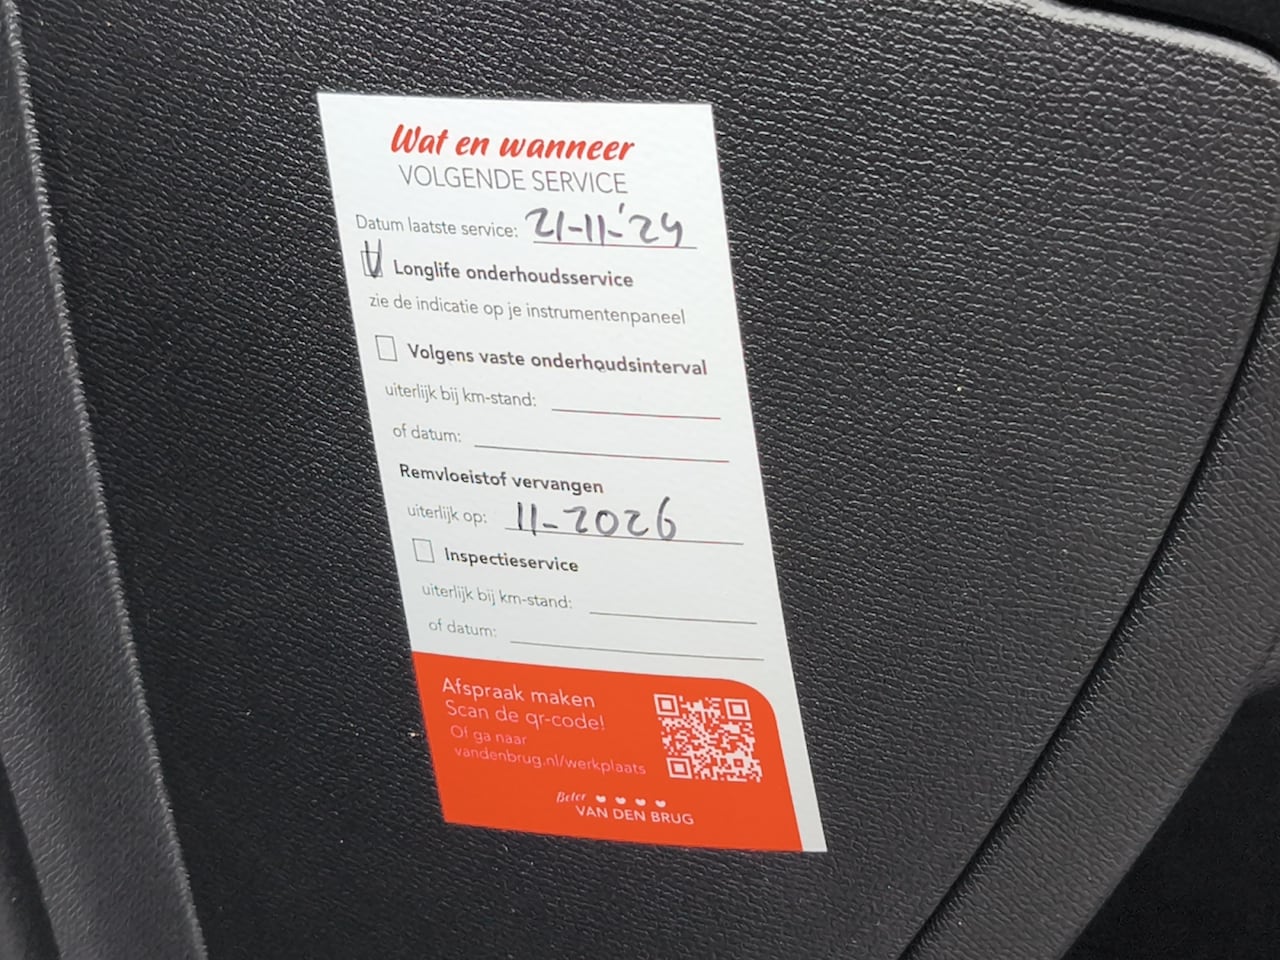 Wat en wanneer
VOLGENDE SERVICE
Datum laatste service: 21-11-'24
Longlife onderhoudsservice
zie de indicatie op je instrumentenpaneel
Volgens vaste onderhoudsinterval
uiterlijk bij km-stand:
of datum:
Remvloeistof vervangen
uiterlijk op: 11-2026
Inspectieservice
uiterlijk bij km-stand:
of datum:
Afspraak maken
Scan de qr-code!
Of ga naar
vandenbrug.nl/werkplaats
Beter
VAN DEN BRUG